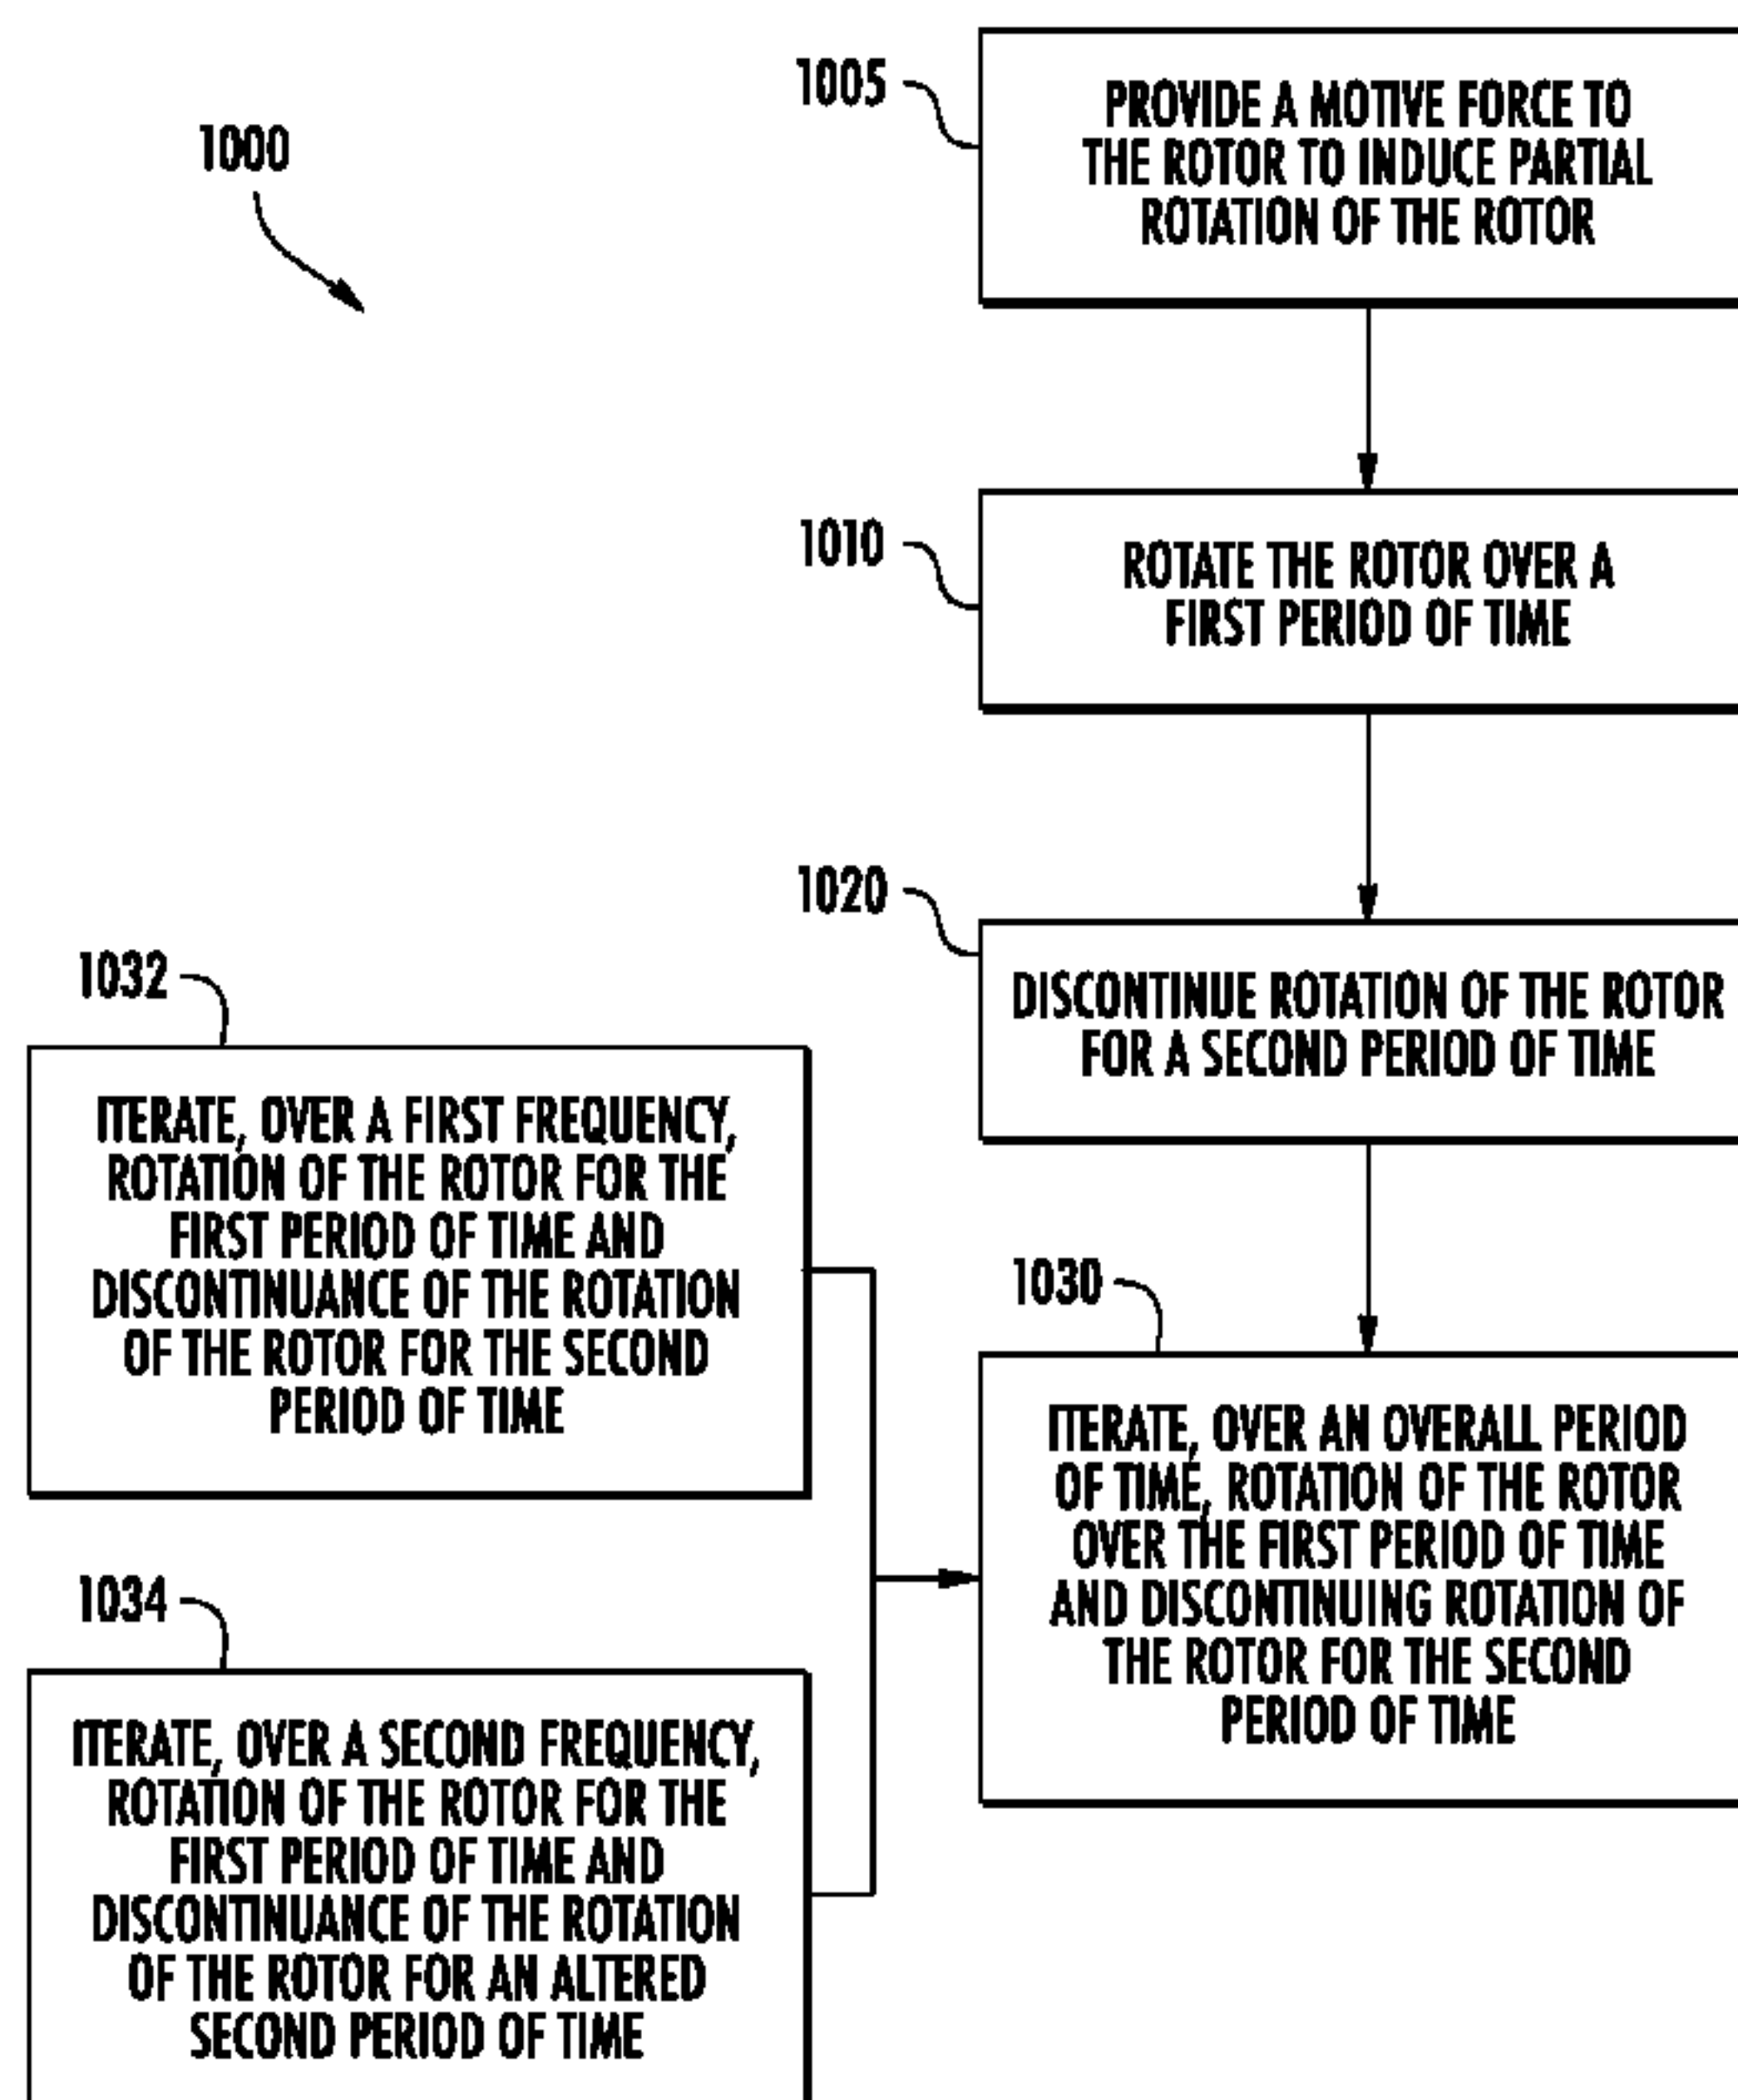 1000
1005
PROVIDE A MOTIVE FORCE TO
THE ROTOR TO INDUCE PARTIAL
ROTATION OF THE ROTOR
1010
ROTATE THE ROTOR OVER A
FIRST PERIOD OF TIME
1020
DISCONTINUE ROTATION OF THE ROTOR
FOR A SECOND PERIOD OF TIME
1032
ITERATE, OVER A FIRST FREQUENCY,
ROTATION OF THE ROTOR FOR THE
FIRST PERIOD OF TIME AND
DISCONTINUANCE OF THE ROTATION
OF THE ROTOR FOR THE SECOND
PERIOD OF TIME
1030
ITERATE, OVER AN OVERALL PERIOD
OF TIME, ROTATION OF THE ROTOR
OVER THE FIRST PERIOD OF TIME
AND DISCONTINUING ROTATION OF
THE ROTOR FOR THE SECOND
PERIOD OF TIME
1034
ITERATE, OVER A SECOND FREQUENCY,
ROTATION OF THE ROTOR FOR THE
FIRST PERIOD OF TIME AND
DISCONTINUANCE OF THE ROTATION
OF THE ROTOR FOR AN ALTERED
SECOND PERIOD OF TIME